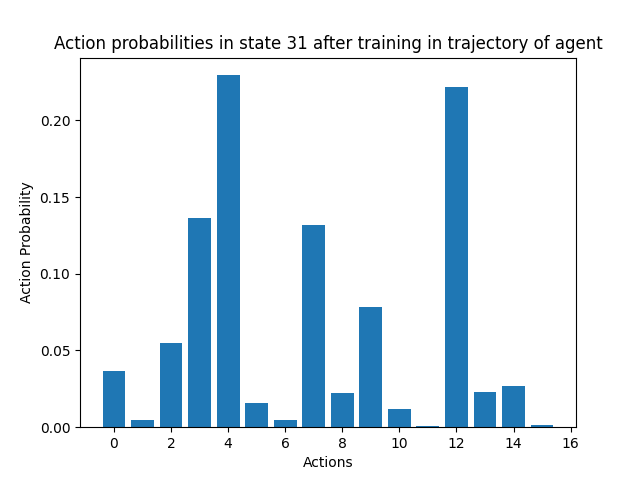 Action probabilities in state 31 after training in trajectory of agent
0.20
0.15
0.10
0.05
0.00
Action Probability
0 2 4 6 8 10 12 14 16
Actions